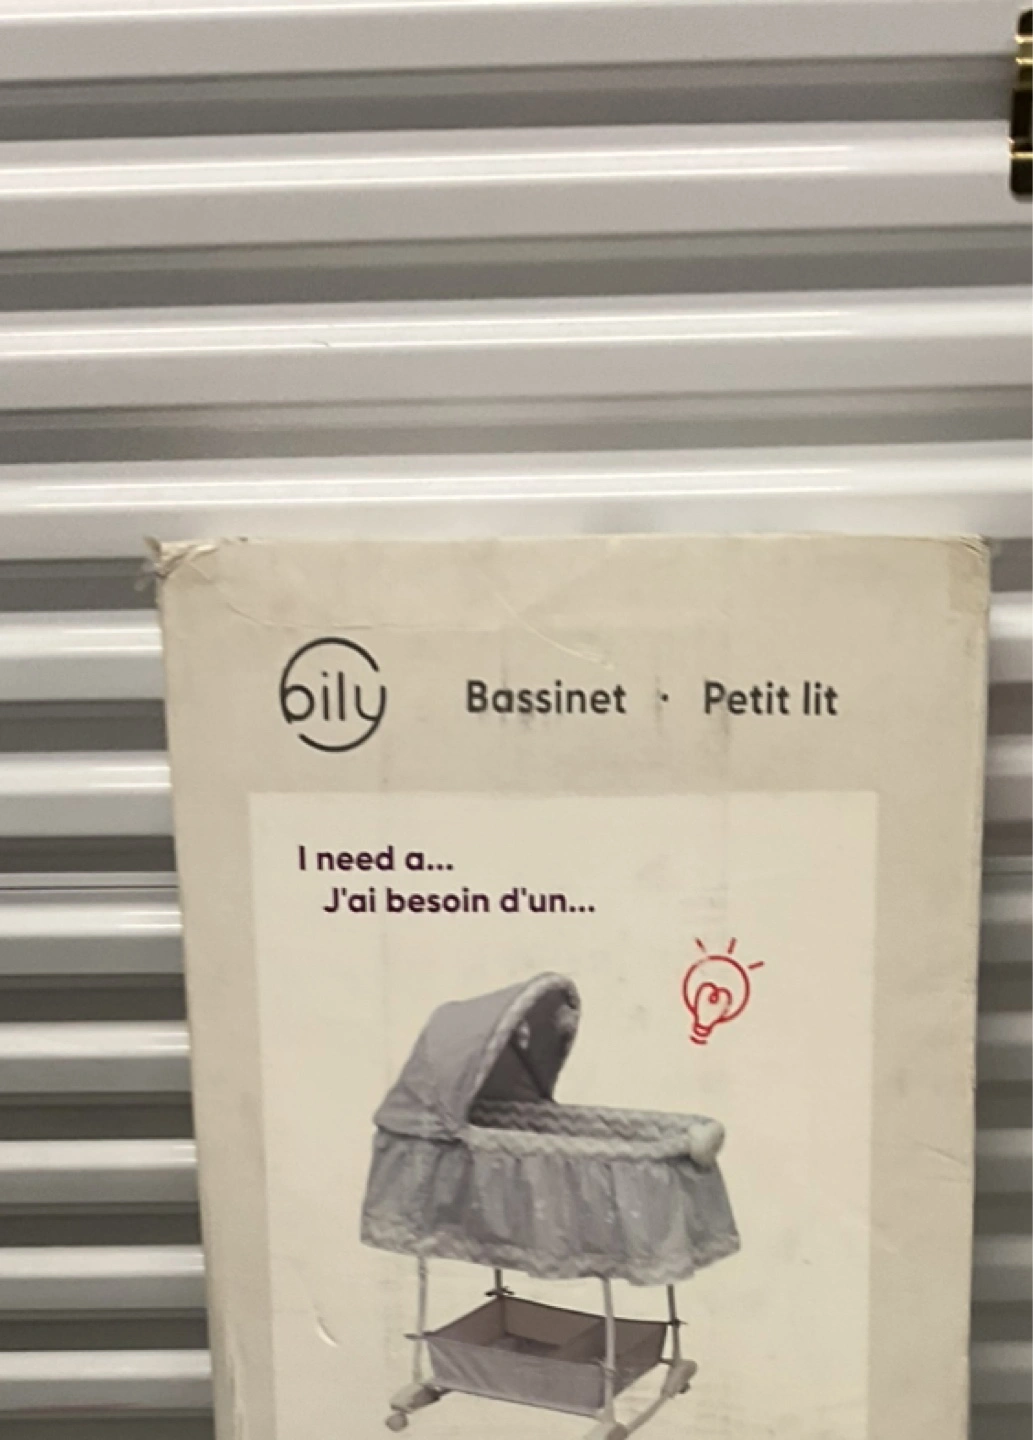 bily
Bassinet · Petit lit
I need a...
J'ai besoin d'un...